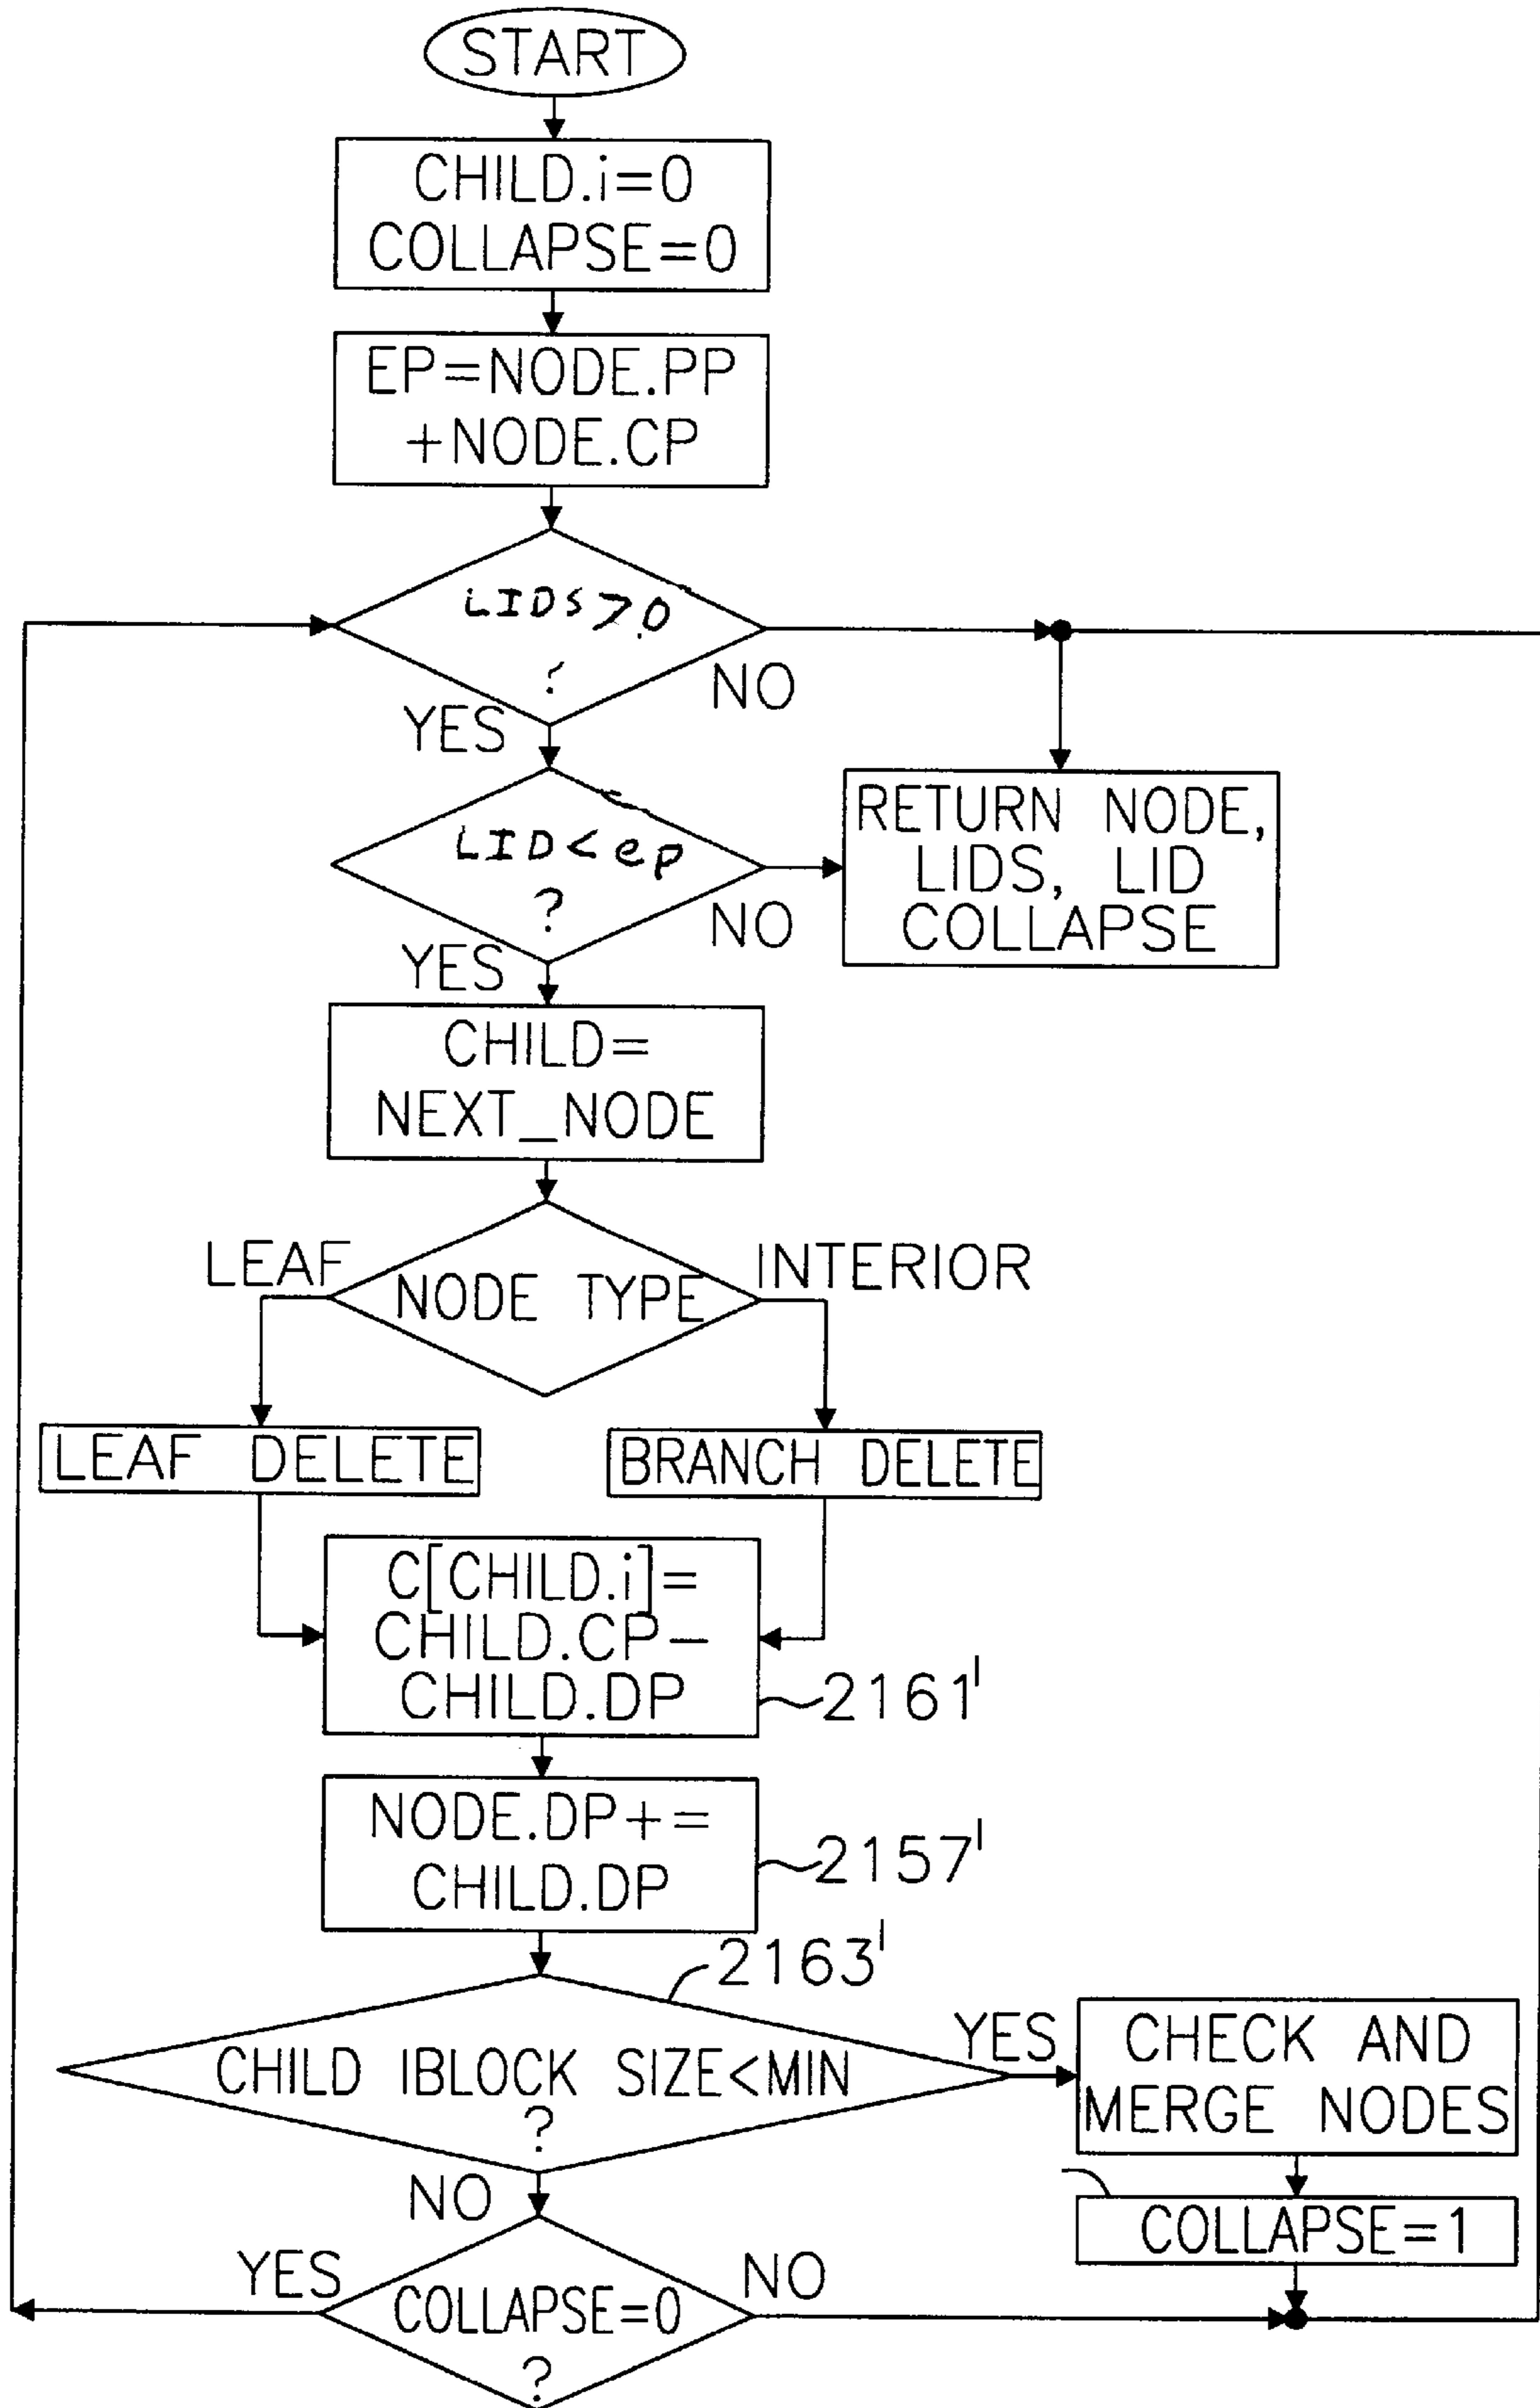 START
CHILD.i=0
COLLAPSE=0
EP=NODE.PP
+NODE.CP
LIDS>0
?
NO
YES
LID<ep
?
NO
YES
RETURN NODE,
LIDS, LID
COLLAPSE
CHILD=
NEXT_NODE
LEAF
NODE TYPE
INTERIOR
LEAF DELETE
BRANCH DELETE
C[CHILD.i]=
CHILD.CP-
CHILD.DP
2161'
NODE.DP+=
CHILD.DP
2157'
2163'
CHILD IBLOCK SIZE<MIN
?
YES
NO
CHECK AND
MERGE NODES
COLLAPSE=1
YES
COLLAPSE=0
?
NO